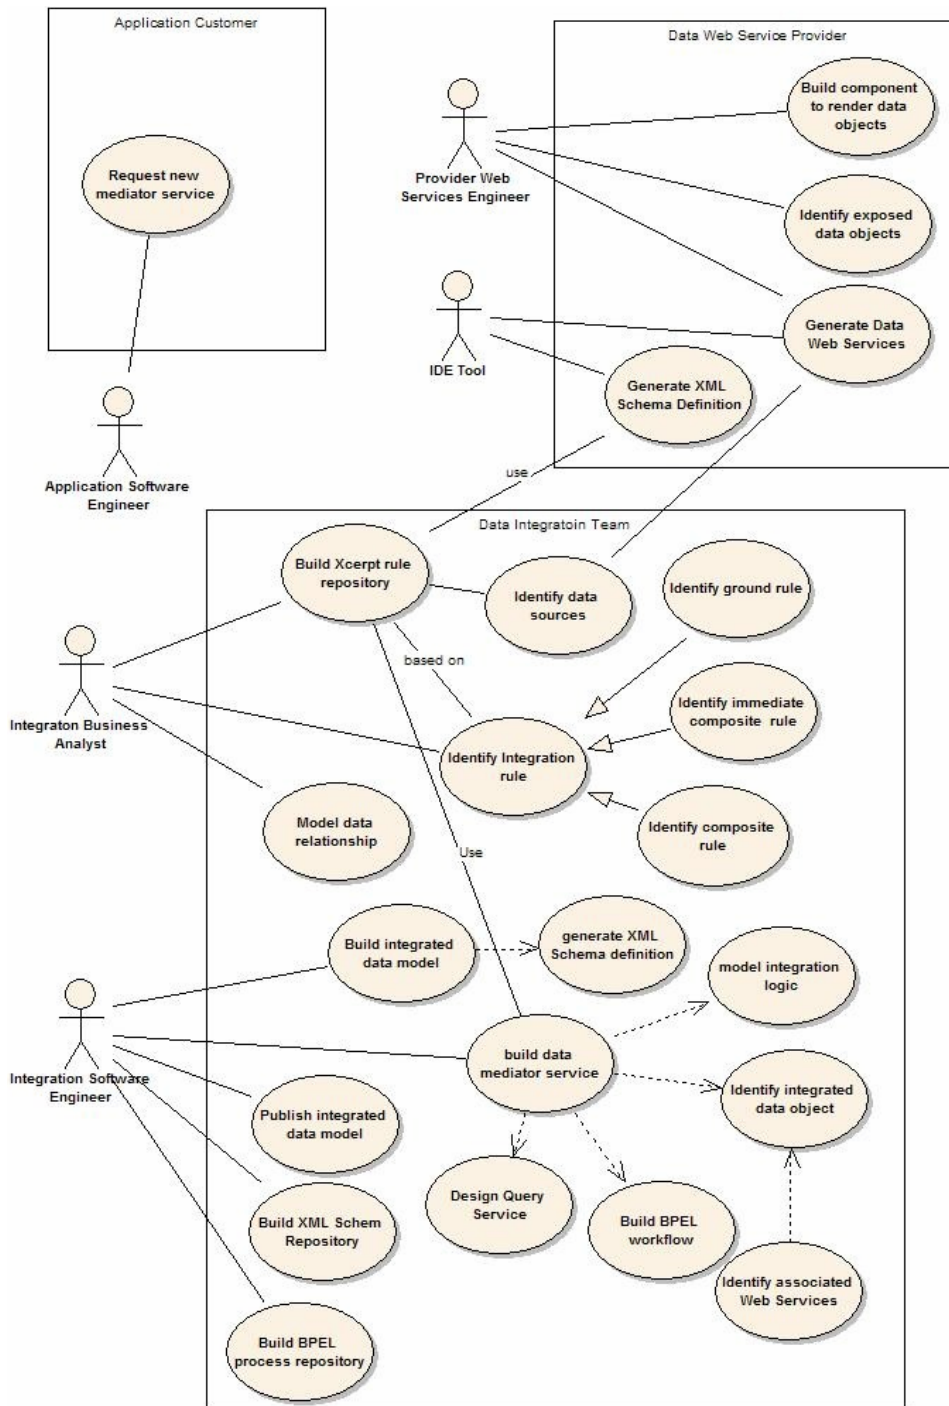 Application Customer
Data Web Service Provider
Build component
to render data
objects
Request new
mediator service
Provider Web
Services Engineer
Identify exposed
data objects
Generate Data
Web Services
IDE Tool
Generate XML
Schema Definition
Application Software
Engineer
use
Data Integratoin Team
Build Xcerpt rule
repository
Identify data
sources
Identify ground rule
based on
Integraton Business
Analyst
Identify immediate
composite rule
Identify Integration
rule
Model data
relationship
Identify composite
rule
Use
Build integrated
data model
generate XML
Schema definition
model integration
logic
Integration Software
Engineer
build data
mediator service
Identify integrated
data object
Publish integrated
data model
Design Query
Service
Build BPEL
workflow
Build XML Schem
Repository
Identify associated
Web Services
Build BPEL
process repository